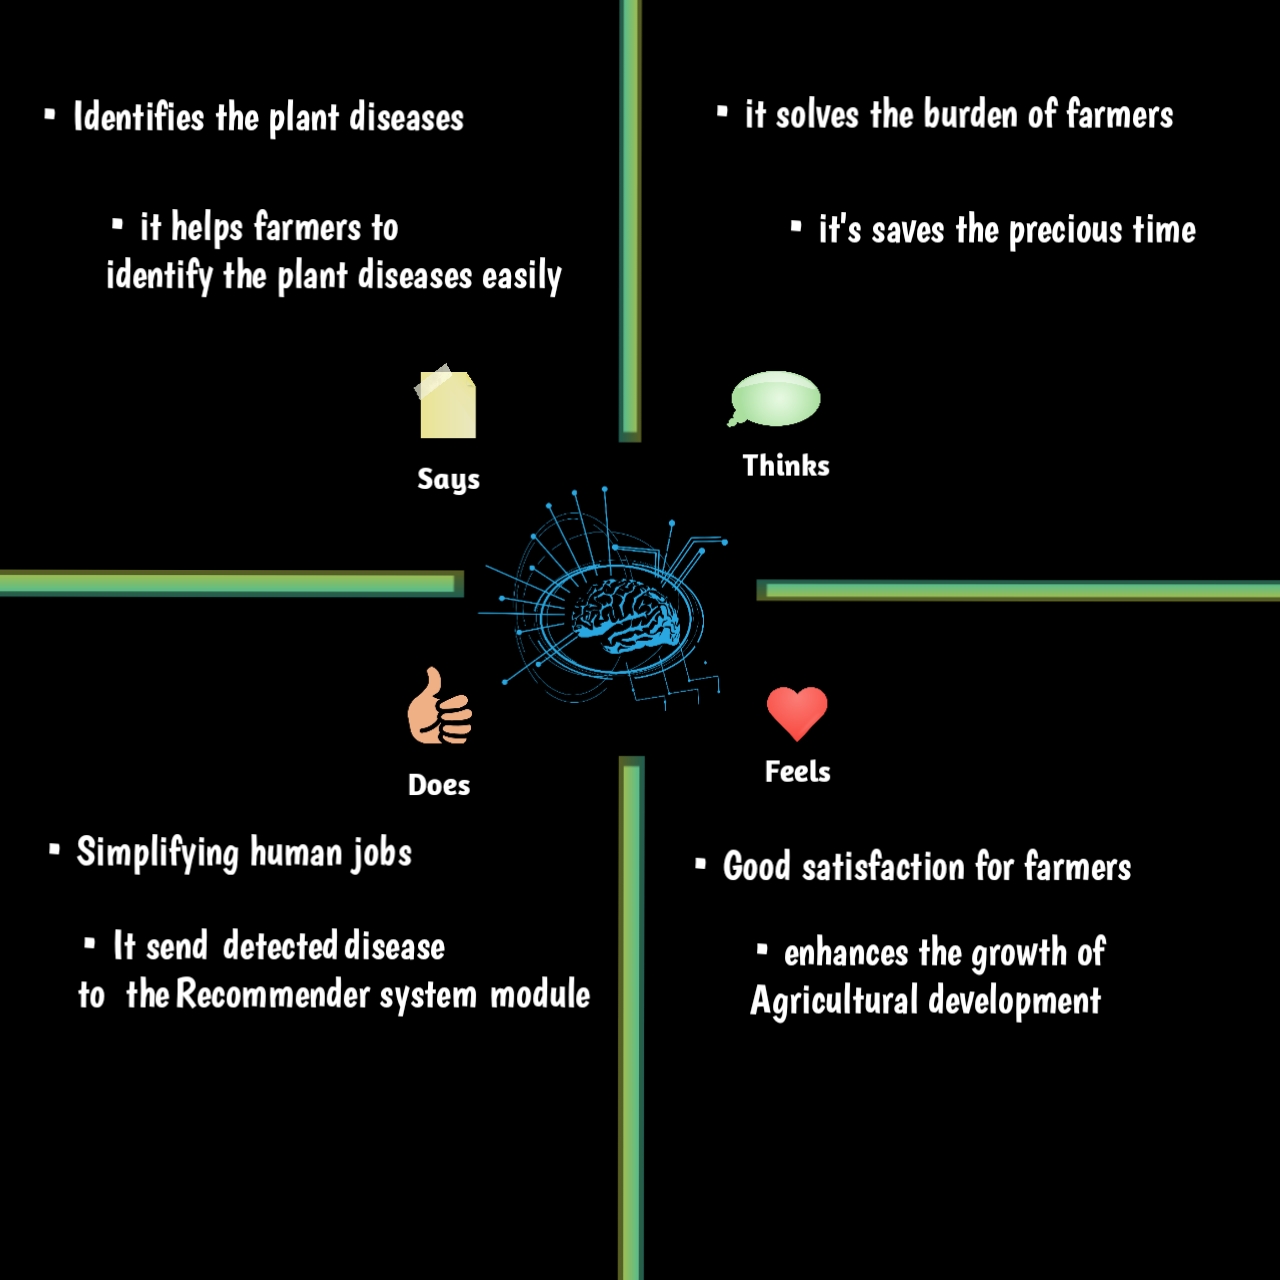 ▪ Identifies the plant diseases
▪ it helps farmers to
identify the plant diseases easily
Says
▪ it solves the burden of farmers
▪ it's saves the precious time
Thinks
Does
▪ Simplifying human jobs
▪ It send detected disease
to the Recommender system module
Feels
▪ Good satisfaction for farmers
▪ enhances the growth of
Agricultural development